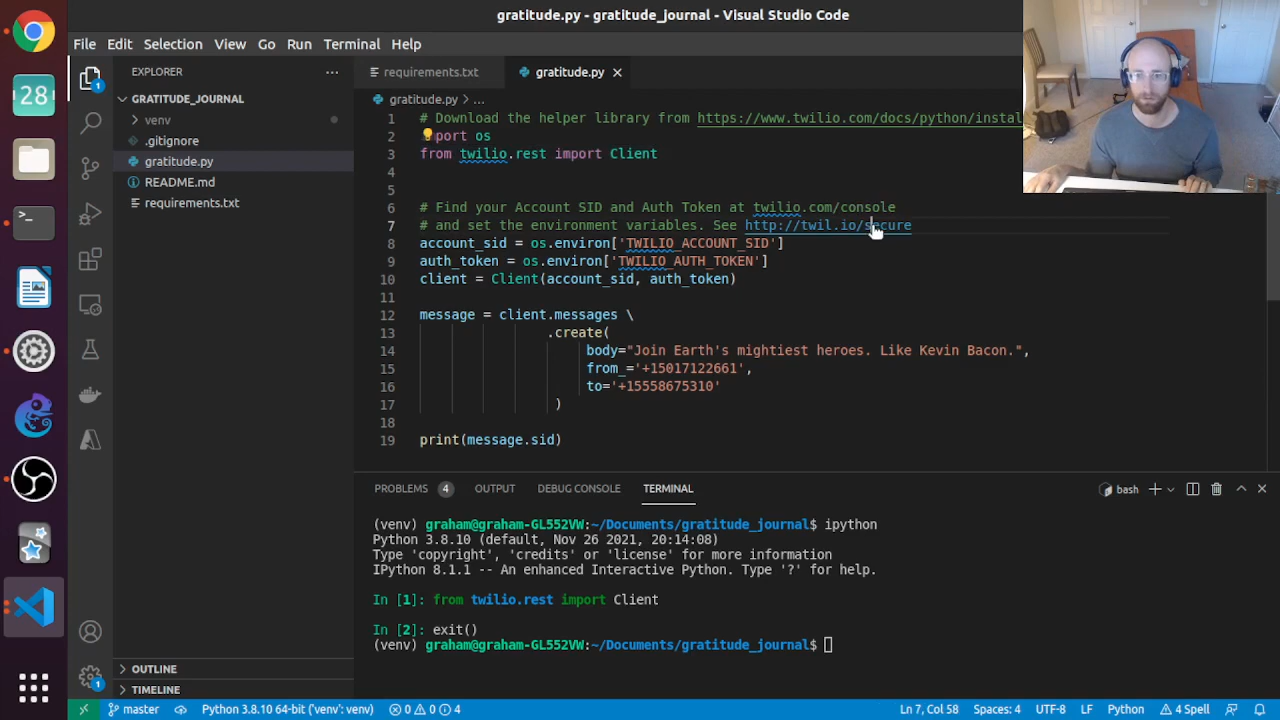 gratitude.py - gratitude_journal - Visual Studio Code
File Edit Selection View Go Run Terminal Help
EXPLORER
GRATITUDE_JOURNAL
venv
.gitignore
gratitude.py
README.md
requirements.txt
OUTLINE
TIMELINE
28
1
1
requirements.txt
gratitude.py
gratitude.py > ...
1 # Download the helper library from https://www.twilio.com/docs/python/instal
2 port os
3 from twilio.rest import Client
4
5
6 # Find your Account SID and Auth Token at twilio.com/console
7 # and set the environment variables. See http://twil.io/secure
8 account_sid = os.environ['TWILIO_ACCOUNT_SID']
9 auth_token = os.environ['TWILIO_AUTH_TOKEN']
10 client = Client(account_sid, auth_token)
11
12 message = client.messages \
13 .create(
14 body="Join Earth's mightiest heroes. Like Kevin Bacon.",
15 from_='+15017122661',
16 to='+15558675310'
17 )
18
19 print(message.sid)
PROBLEMS 4 OUTPUT DEBUG CONSOLE TERMINAL bash
(venv) graham@graham-GL552VW:~/Documents/gratitude_journal$ ipython
Python 3.8.10 (default, Nov 26 2021, 20:14:08)
Type 'copyright', 'credits' or 'license' for more information
IPython 8.1.1 -- An enhanced Interactive Python. Type '?' for help.
In [1]: from twilio.rest import Client
In [2]: exit()
(venv) graham@graham-GL552VW:~/Documents/gratitude_journal$
master Python 3.8.10 64-bit ('venv': venv) 0 0 4 Ln 7, Col 58 Spaces: 4 UTF-8 LF Python 4 Spell